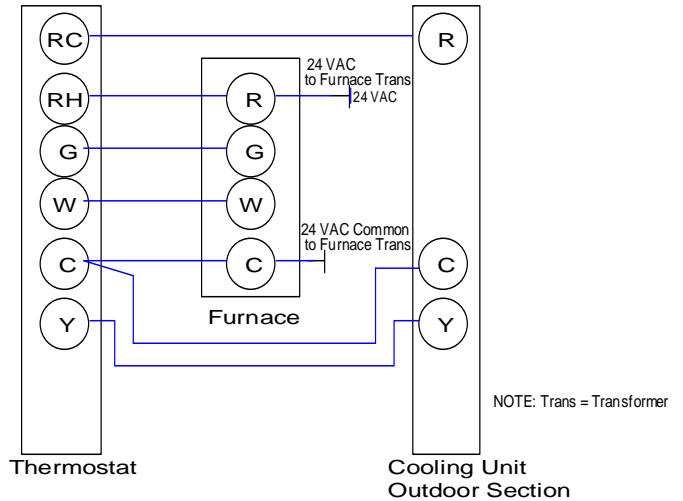 RC
R
24 VAC
to Furnace Trans
RH
R
24 VAC
G
G
W
W
24 VAC Common
to Furnace Trans
C
C
C
Y
Furnace
Y
NOTE: Trans = Transformer
Thermostat
Cooling Unit
Outdoor Section